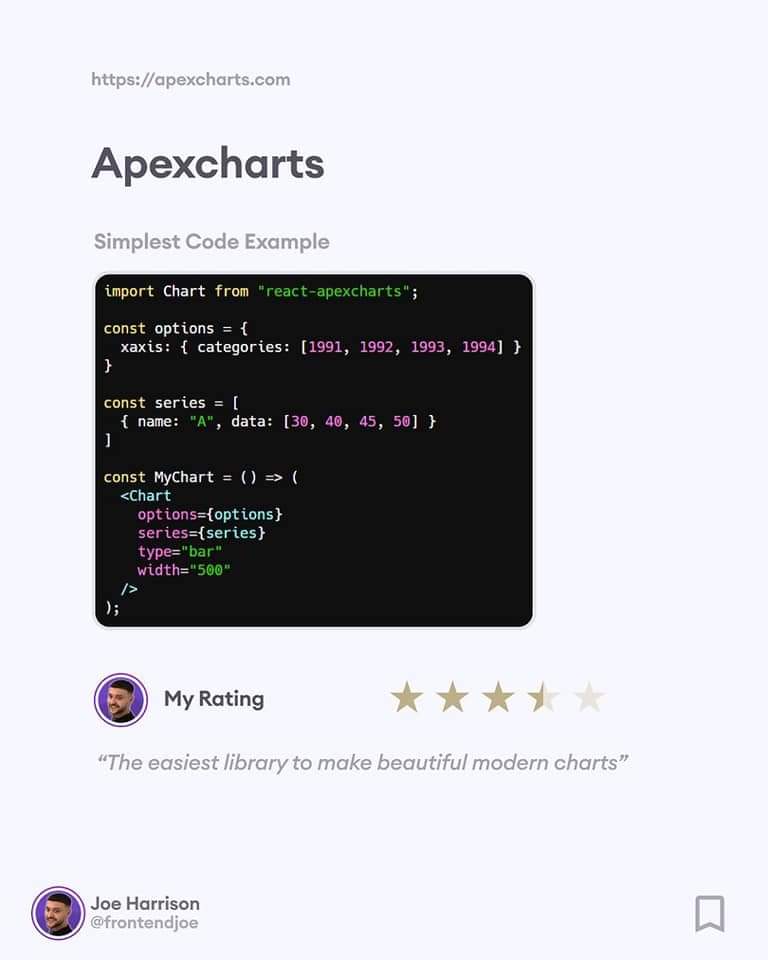 https://apexcharts.com
Apexcharts
Simplest Code Example
import Chart from "react-apexcharts";
const options = {
  xaxis: { categories: [1991, 1992, 1993, 1994] }
}
const series = [
  { name: "A", data: [30, 40, 45, 50] }
]
const MyChart = () => (
  <Chart
    options={options}
    series={series}
    type="bar"
    width="500"
  />
);
My Rating
“The easiest library to make beautiful modern charts”
Joe Harrison
@frontendjoe